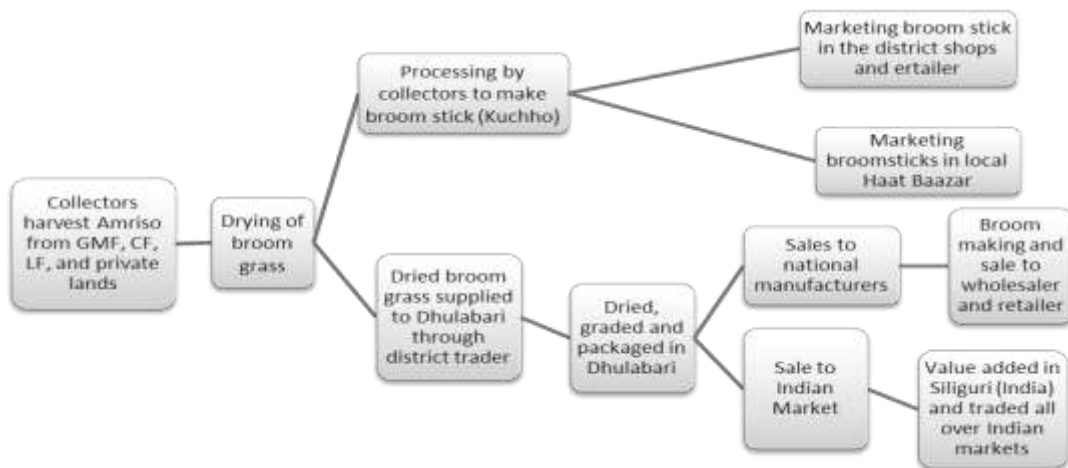 Collectors
harvest Amriso
from GMF, CF,
LF, and private
lands
Drying of
broom
grass
Processing by
collectors to make
broom stick (Kuchho)
Marketing broom stick
in the district shops
and ertailer
Marketing
broomsticks in local
Haat Baazar
Dried broom
grass supplied
to Dhulabari
through
district trader
Dried,
graded and
packaged in
Dhulabari
Sales to
national
manufacturers
Broom
making and
sale to
wholesaler
and retailer
Sale to
Indian
Market
Value added in
Siliguri (India)
and traded all
over Indian
markets